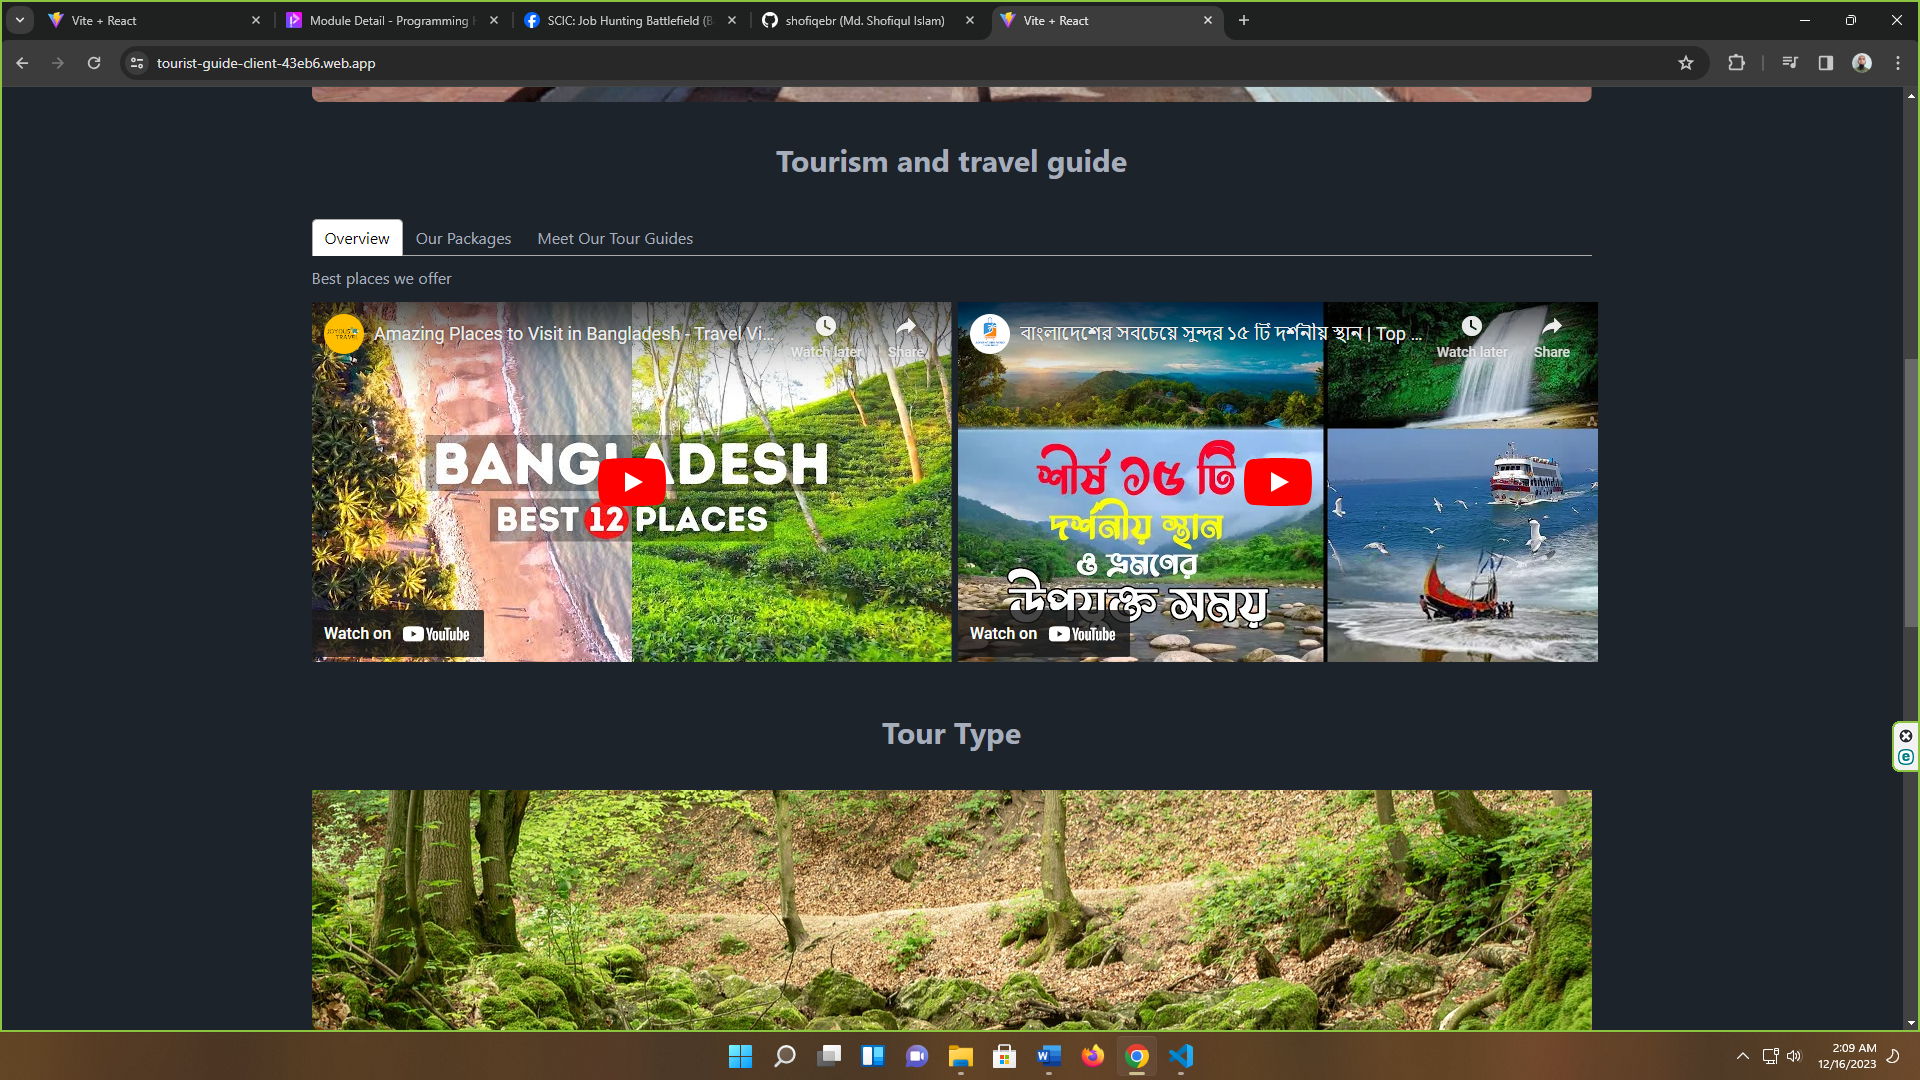 Vite + React
Module Detail - Programming H
SCIC: Job Hunting Battlefield (B
shofiqebr (Md. Shofiqul Islam)
Vite + React
tourist-guide-client-43eb6.web.app
Tourism and travel guide
Overview
Our Packages
Meet Our Tour Guides
Best places we offer
JOYOUS TRAVEL
Amazing Places to Visit in Bangladesh - Travel Vi...
Watch later
Share
BANGLADESH
BEST 12 PLACES
Watch on YouTube
বাংলাদেশের সবচেয়ে সুন্দর ১৫ টি দর্শনীয় স্থান | Top ...
Watch later
Share
শীর্ষ ১৫ টি
দর্শনীয় স্থান
ও ভ্রমণের
উপযুক্ত সময়
Watch on YouTube
Tour Type
2:09 AM
12/16/2023